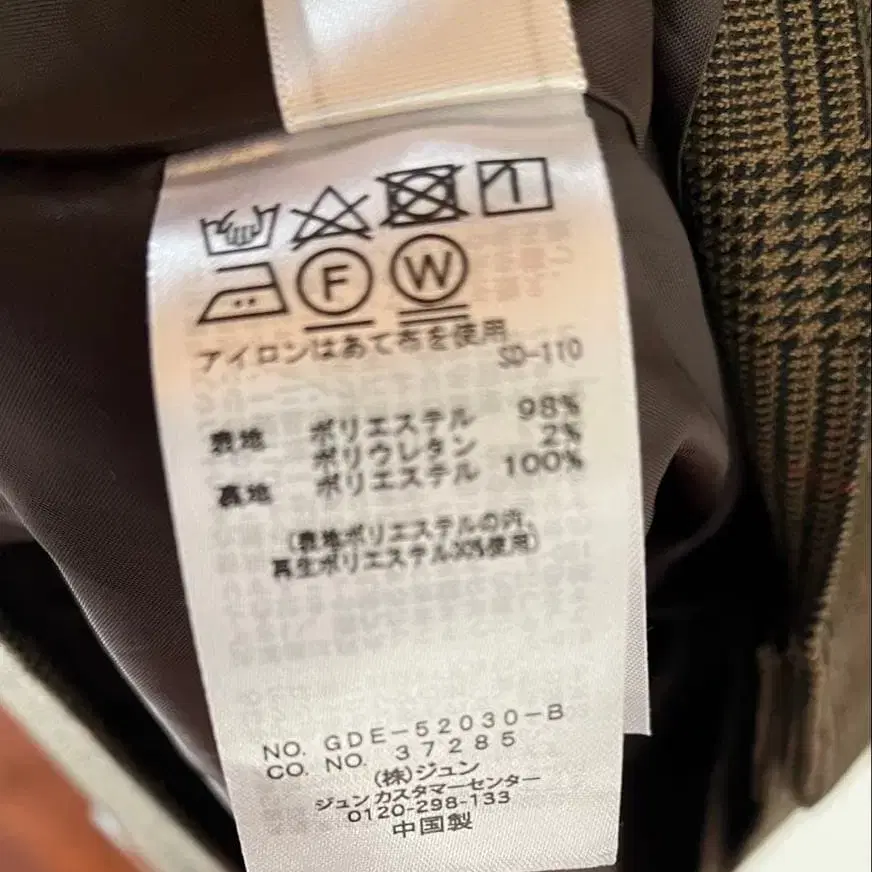 F W
アイロンはあて布を使用
SD-110
表地 ポリエステル 98%
ポリウレタン 2%
裏地 ポリエステル 100%
(表地ポリエステルの内、
再生ポリエステル30%使用)
NO. GDE-52030-B
CO. NO. 37285
(株)ジュン
ジュンカスタマーセンター
0120-298-133
中国製